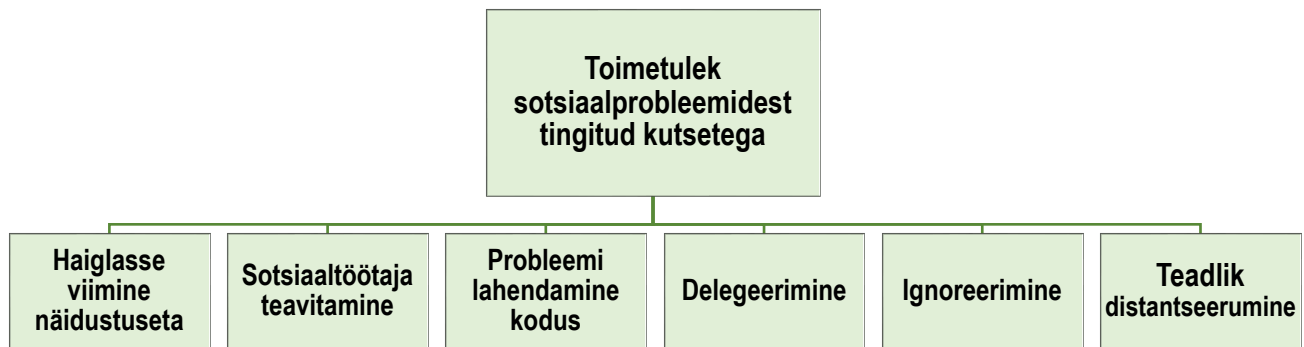 Toimetulek
sotsiaalprobleemidest
tingitud kutsetega
Haiglasse
viimine
näidustuseta
Sotsiaaltöötaja
teavitamine
Probleemi
lahendamine
kodus
Delegeerimine
Ignoreerimine
Teadlik
distantseerumine